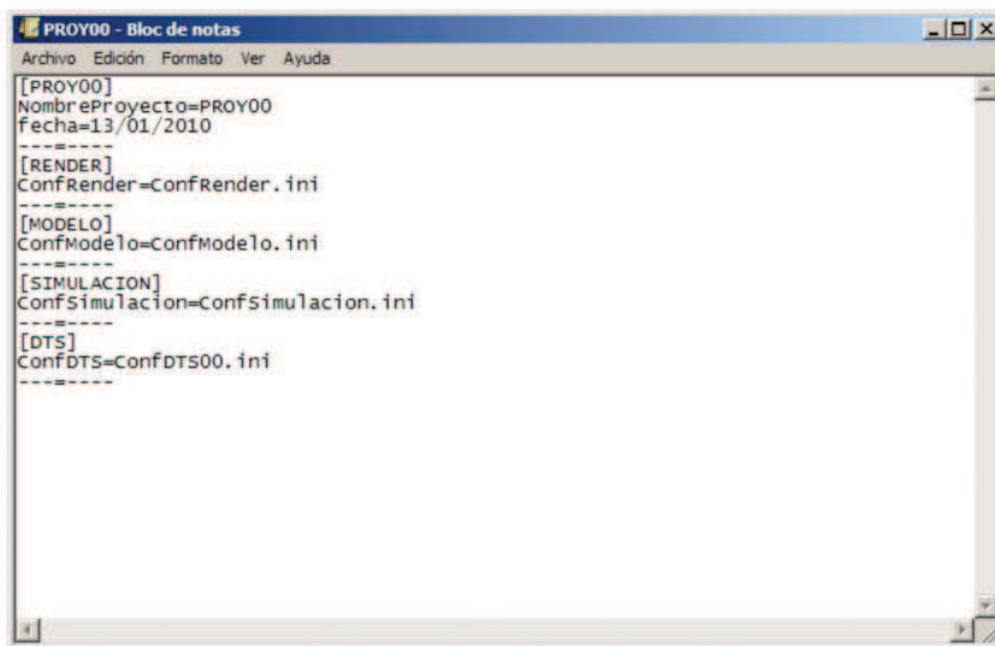 PROY00 - Bloc de notas
Archivo Edición Formato Ver Ayuda
[PROY00]
NombreProyecto=PROY00
fecha=13/01/2010
---=----
[RENDER]
ConfRender=ConfRender.ini
---=----
[MODELO]
ConfModelo=ConfModelo.ini
---=----
[SIMULACION]
ConfSimulacion=ConfSimulacion.ini
---=----
[DTS]
ConfDTS=ConfDTS00.ini
---=----